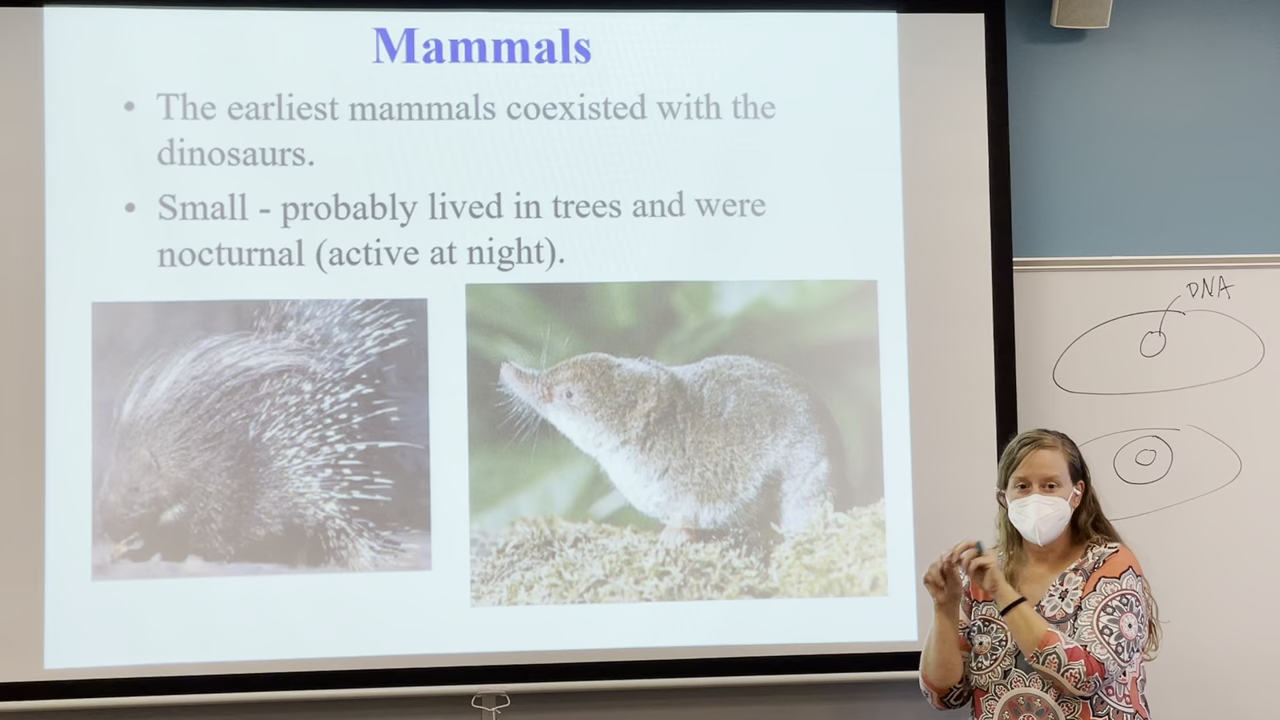 Mammals
• The earliest mammals coexisted with the
dinosaurs.
• Small - probably lived in trees and were
nocturnal (active at night).
DNA